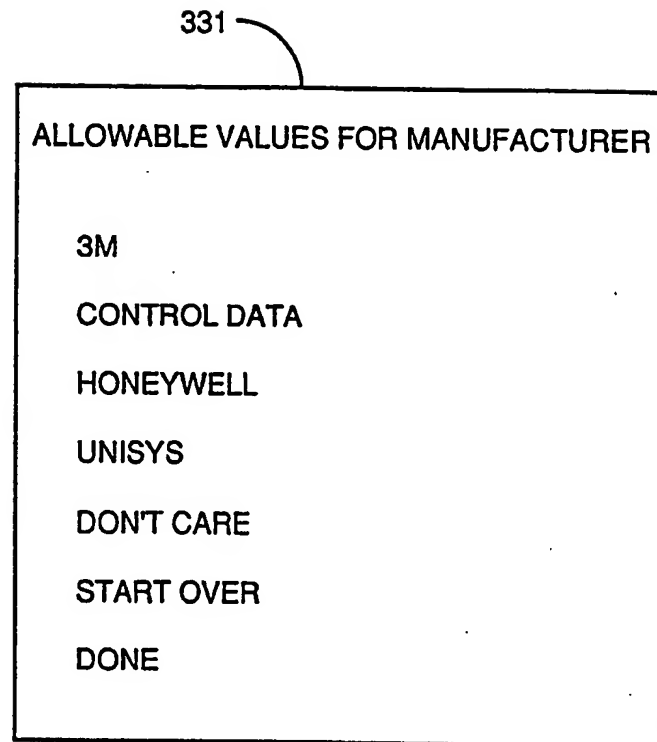 331
ALLOWABLE VALUES FOR MANUFACTURER
3M
CONTROL DATA
HONEYWELL
UNISYS
DON'T CARE
START OVER
DONE